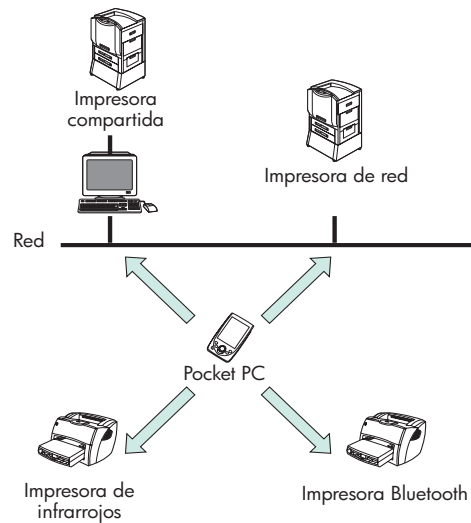 Impresora
compartida
Impresora de red
Red
Pocket PC
Impresora de
infrarrojos
Impresora Bluetooth